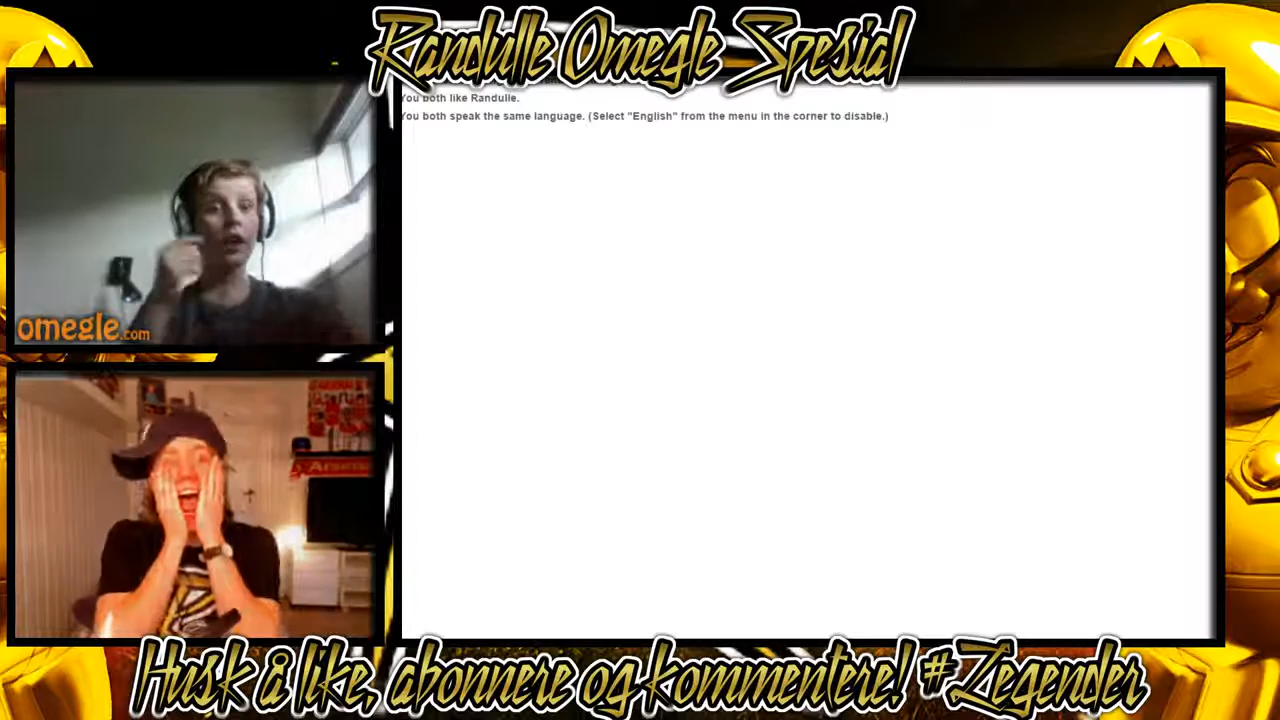 Randulle Omegle Spesial
You both like Randulle.
You both speak the same language. (Select "English" from the menu in the corner to disable.)
omegle.com
Arsenal
Husk å like, abonnere og kommentere! #Legender